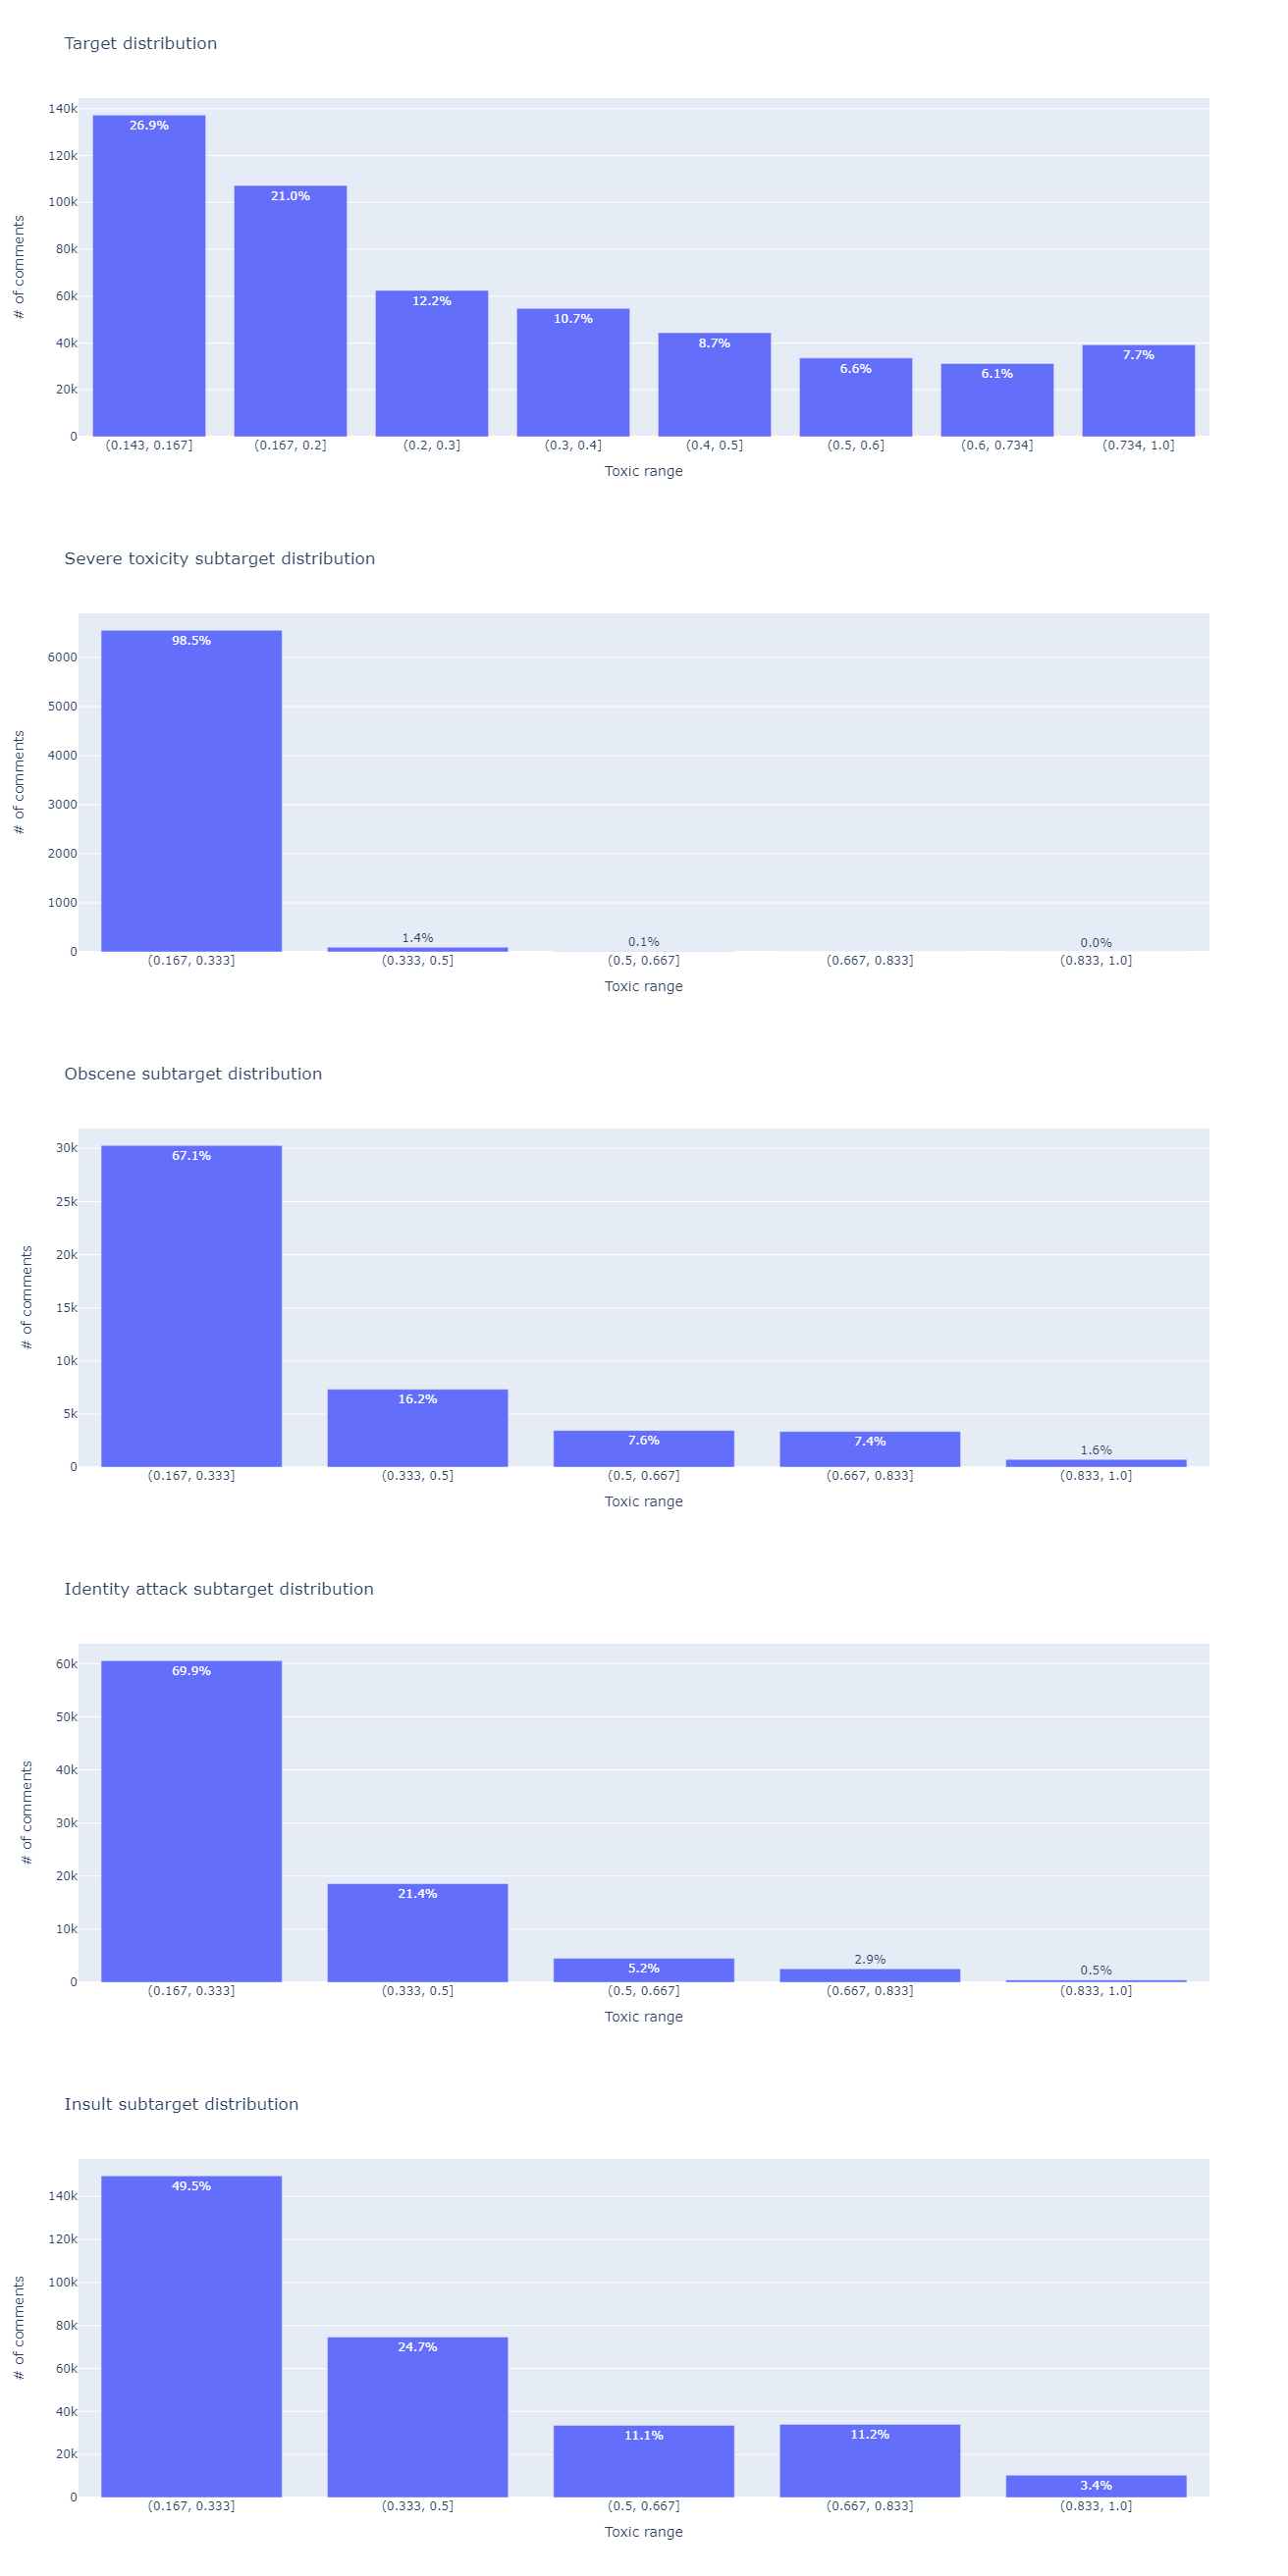 Target distribution
140k
120k
100k
80k
60k
40k
20k
0
# of comments
26.9%
21.0%
12.2%
10.7%
8.7%
6.6%
6.1%
7.7%
(0.143, 0.167]
(0.167, 0.2]
(0.2, 0.3]
(0.3, 0.4]
(0.4, 0.5]
(0.5, 0.6]
(0.6, 0.734]
(0.734, 1.0]
Toxic range
Severe toxicity subtarget distribution
6000
5000
4000
3000
2000
1000
0
# of comments
98.5%
1.4%
0.1%
0.0%
(0.167, 0.333]
(0.333, 0.5]
(0.5, 0.667]
(0.667, 0.833]
(0.833, 1.0]
Toxic range
Obscene subtarget distribution
30k
25k
20k
15k
10k
5k
0
# of comments
67.1%
16.2%
7.6%
7.4%
1.6%
(0.167, 0.333]
(0.333, 0.5]
(0.5, 0.667]
(0.667, 0.833]
(0.833, 1.0]
Toxic range
Identity attack subtarget distribution
60k
50k
40k
30k
20k
10k
0
# of comments
69.9%
21.4%
5.2%
2.9%
0.5%
(0.167, 0.333]
(0.333, 0.5]
(0.5, 0.667]
(0.667, 0.833]
(0.833, 1.0]
Toxic range
Insult subtarget distribution
140k
120k
100k
80k
60k
40k
20k
0
# of comments
49.5%
24.7%
11.1%
11.2%
3.4%
(0.167, 0.333]
(0.333, 0.5]
(0.5, 0.667]
(0.667, 0.833]
(0.833, 1.0]
Toxic range